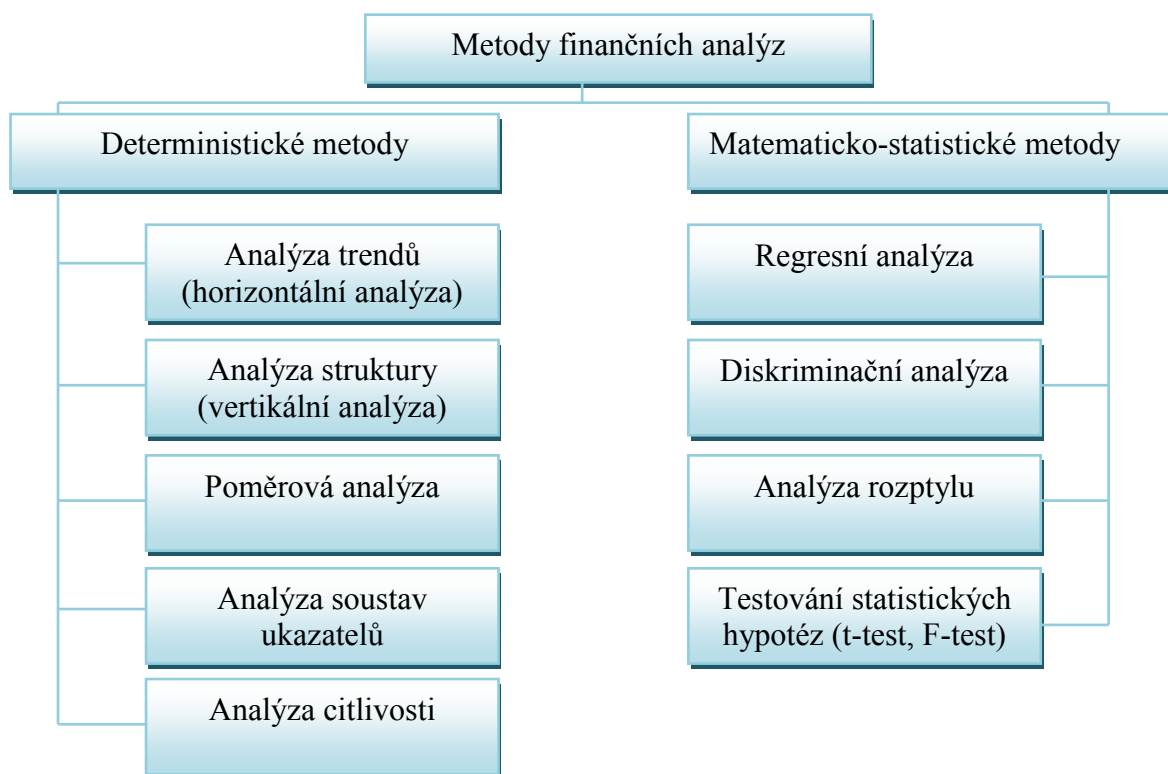 Metody finančních analýz
Deterministické metody
Analýza trendů
(horizontální analýza)
Analýza struktury
(vertikální analýza)
Poměrová analýza
Analýza soustav
ukazatelů
Analýza citlivosti
Matematicko-statistické metody
Regresní analýza
Diskriminační analýza
Analýza rozptylu
Testování statistických
hypotéz (t-test, F-test)